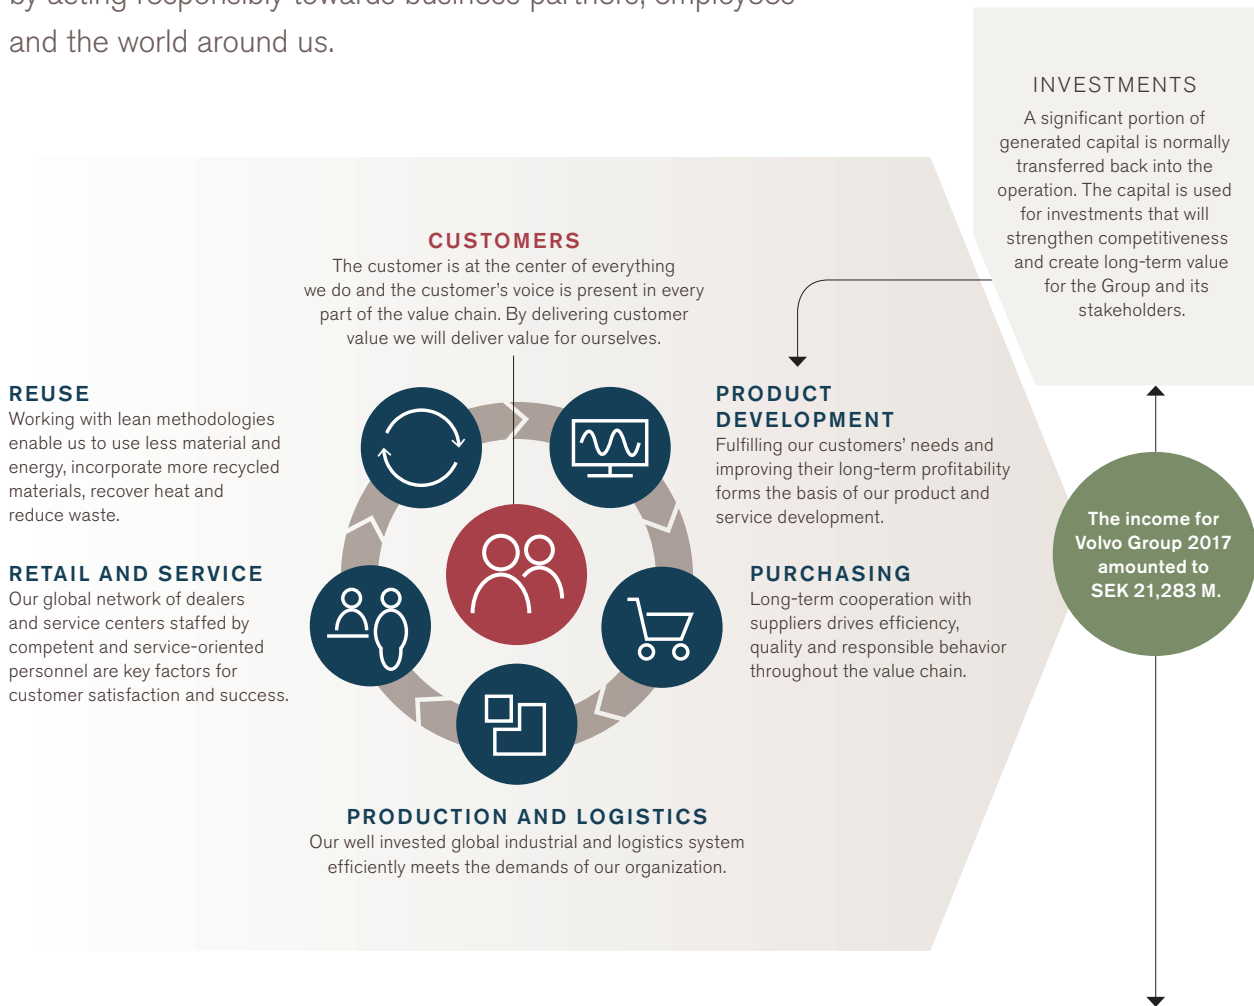 by acting responsibly towards business partners, employees
and the world around us.
INVESTMENTS
A significant portion of
generated capital is normally
transferred back into the
operation. The capital is used
for investments that will
strengthen competitiveness
and create long-term value
for the Group and its
stakeholders.
CUSTOMERS
The customer is at the center of everything
we do and the customer's voice is present in every
part of the value chain. By delivering customer
value we will deliver value for ourselves.
REUSE
Working with lean methodologies
enable us to use less material and
energy, incorporate more recycled
materials, recover heat and
reduce waste.
PRODUCT
DEVELOPMENT
Fulfilling our customers' needs and
improving their long-term profitability
forms the basis of our product and
service development.
The income for
Volvo Group 2017
amounted to
SEK 21,283 M.
RETAIL AND SERVICE
Our global network of dealers
and service centers staffed by
competent and service-oriented
personnel are key factors for
customer satisfaction and success.
PURCHASING
Long-term cooperation with
suppliers drives efficiency,
quality and responsible behavior
throughout the value chain.
PRODUCTION AND LOGISTICS
Our well invested global industrial and logistics system
efficiently meets the demands of our organization.